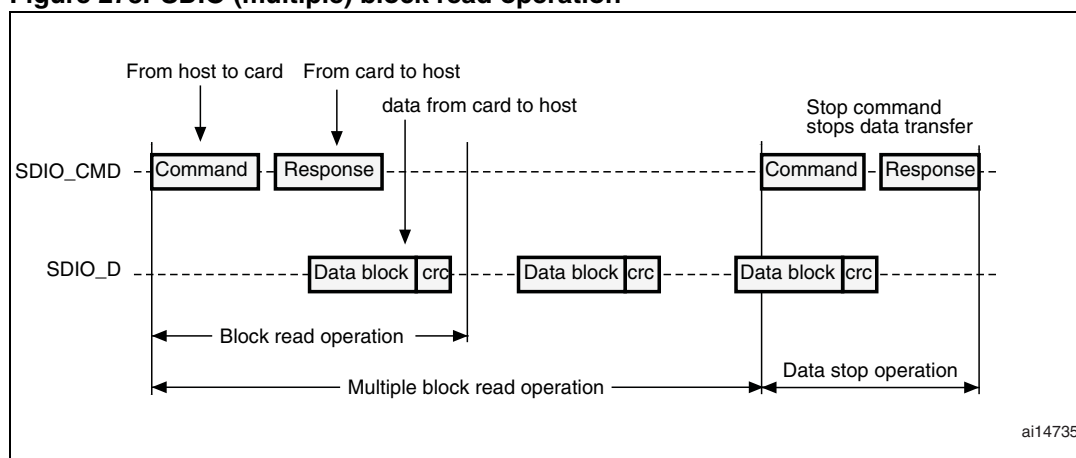 Figure SDIO (multiple) block read operation
From host to card From card to host
data from card to host
Stop command
stops data transfer
SDIO_CMD Command Response Command Response
SDIO_D Data block crc Data block crc Data block crc
Block read operation
Data stop operation
Multiple block read operation
ai14735